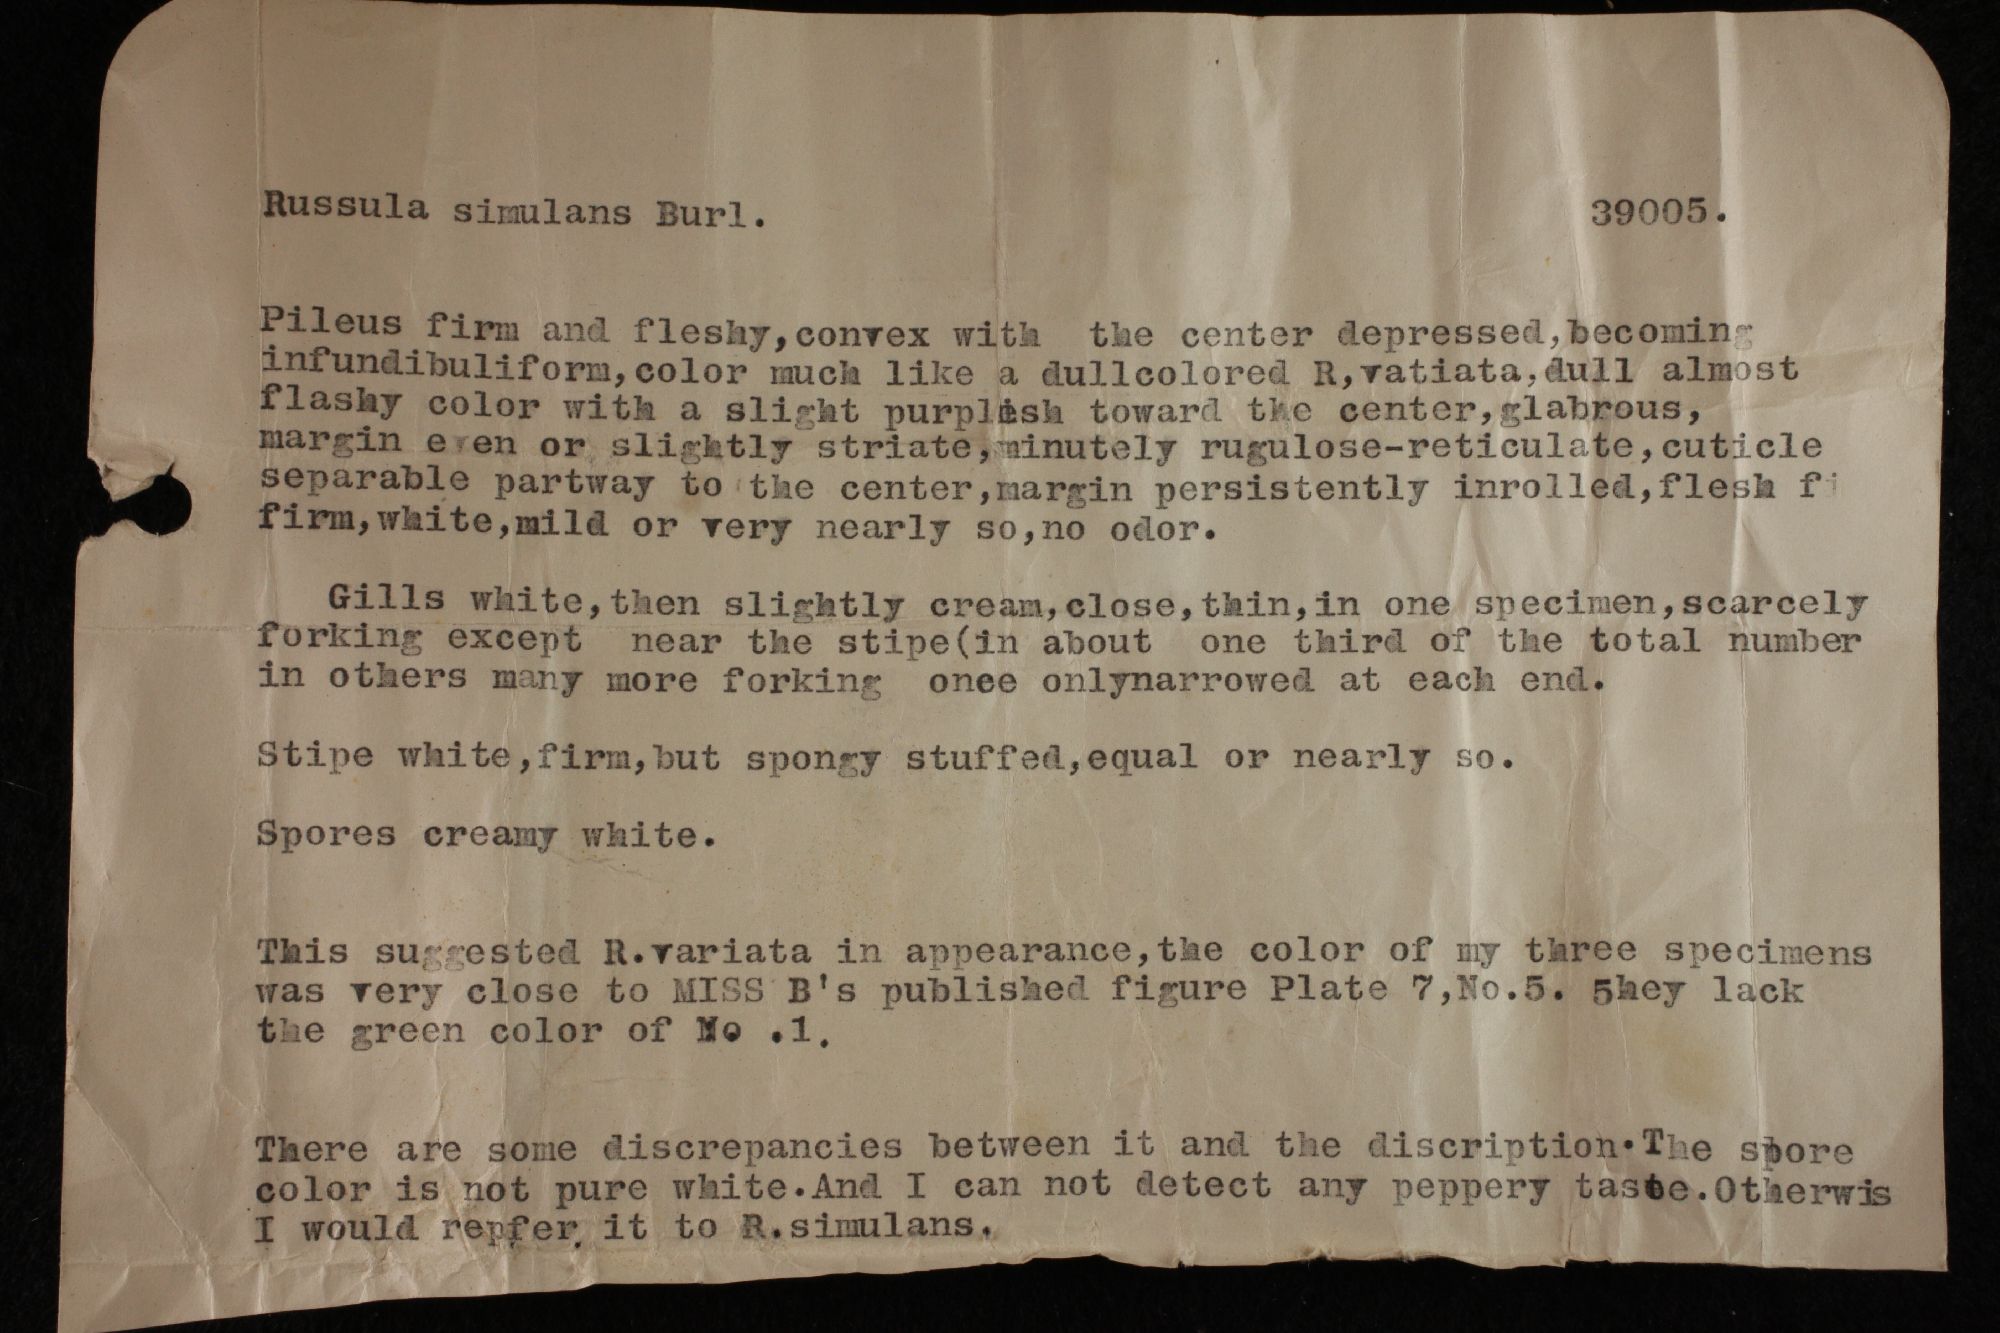 Russula simulans Burl. 39005.
Pileus firm and fleshy,convex with the center depressed,becoming
infundibuliform,color much like a dullcolored R,vatiata,dull almost
flashy color with a slight purplish toward the center,glabrous,
margin even or slightly striate,minutely rugulose-reticulate,cuticle
separable partway to the center,margin persistently inrolled,flesh fi
firm,white,mild or very nearly so,no odor.
Gills white,then slightly cream,close,thin,in one specimen,scarcely
forking except near the stipe(in about one third of the total number
in others many more forking once onlynarrowed at each end.
Stipe white,firm,but spongy stuffed,equal or nearly so.
Spores creamy white.
This suggested R.variata in appearance,the color of my three specimens
was very close to MISS B's published figure Plate 7,No.5. 5hey lack
the green color of No .1.
There are some discrepancies between it and the discription.The spore
color is not pure white.And I can not detect any peppery taste.Otherwis
I would refer it to R.simulans.